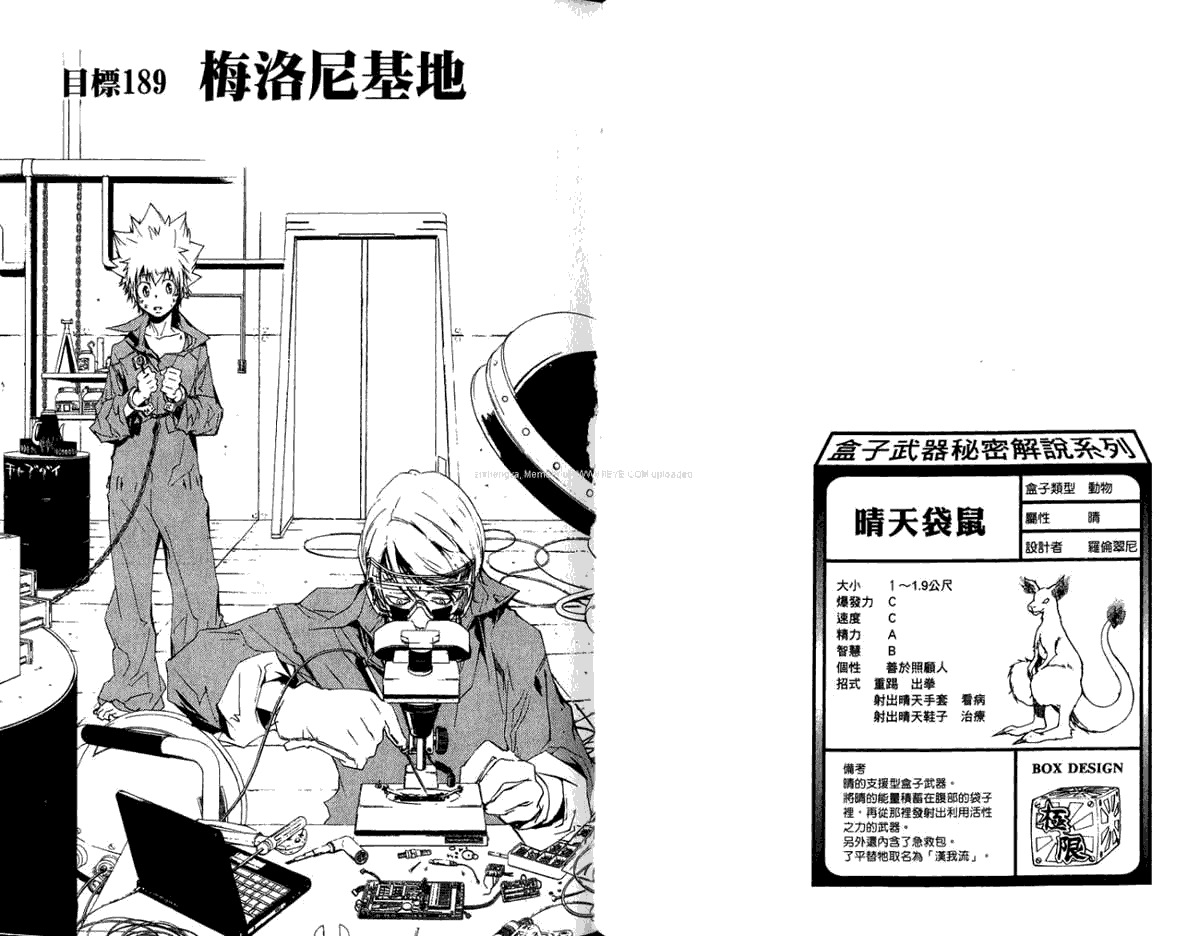 目標189 梅洛尼基地
チャブダイ
盒子武器秘密解說系列
晴天袋鼠
盒子類型 動物
屬性 晴
設計者 羅倫翠尼
大小 1～1.9公尺
爆發力 C
速度 C
精力 A
智慧 B
個性 善於照顧人
招式 重踢 出拳
射出晴天手套 看病
射出晴天鞋子 治療
備考
晴的支援型盒子武器。
將晴的能量積蓄在腹部的袋子
裡，再從那裡發射出利用活性
之力的武器。
另外還內含了急救包。
了平替牠取名為「漢我流」。
BOX DESIGN
極
限